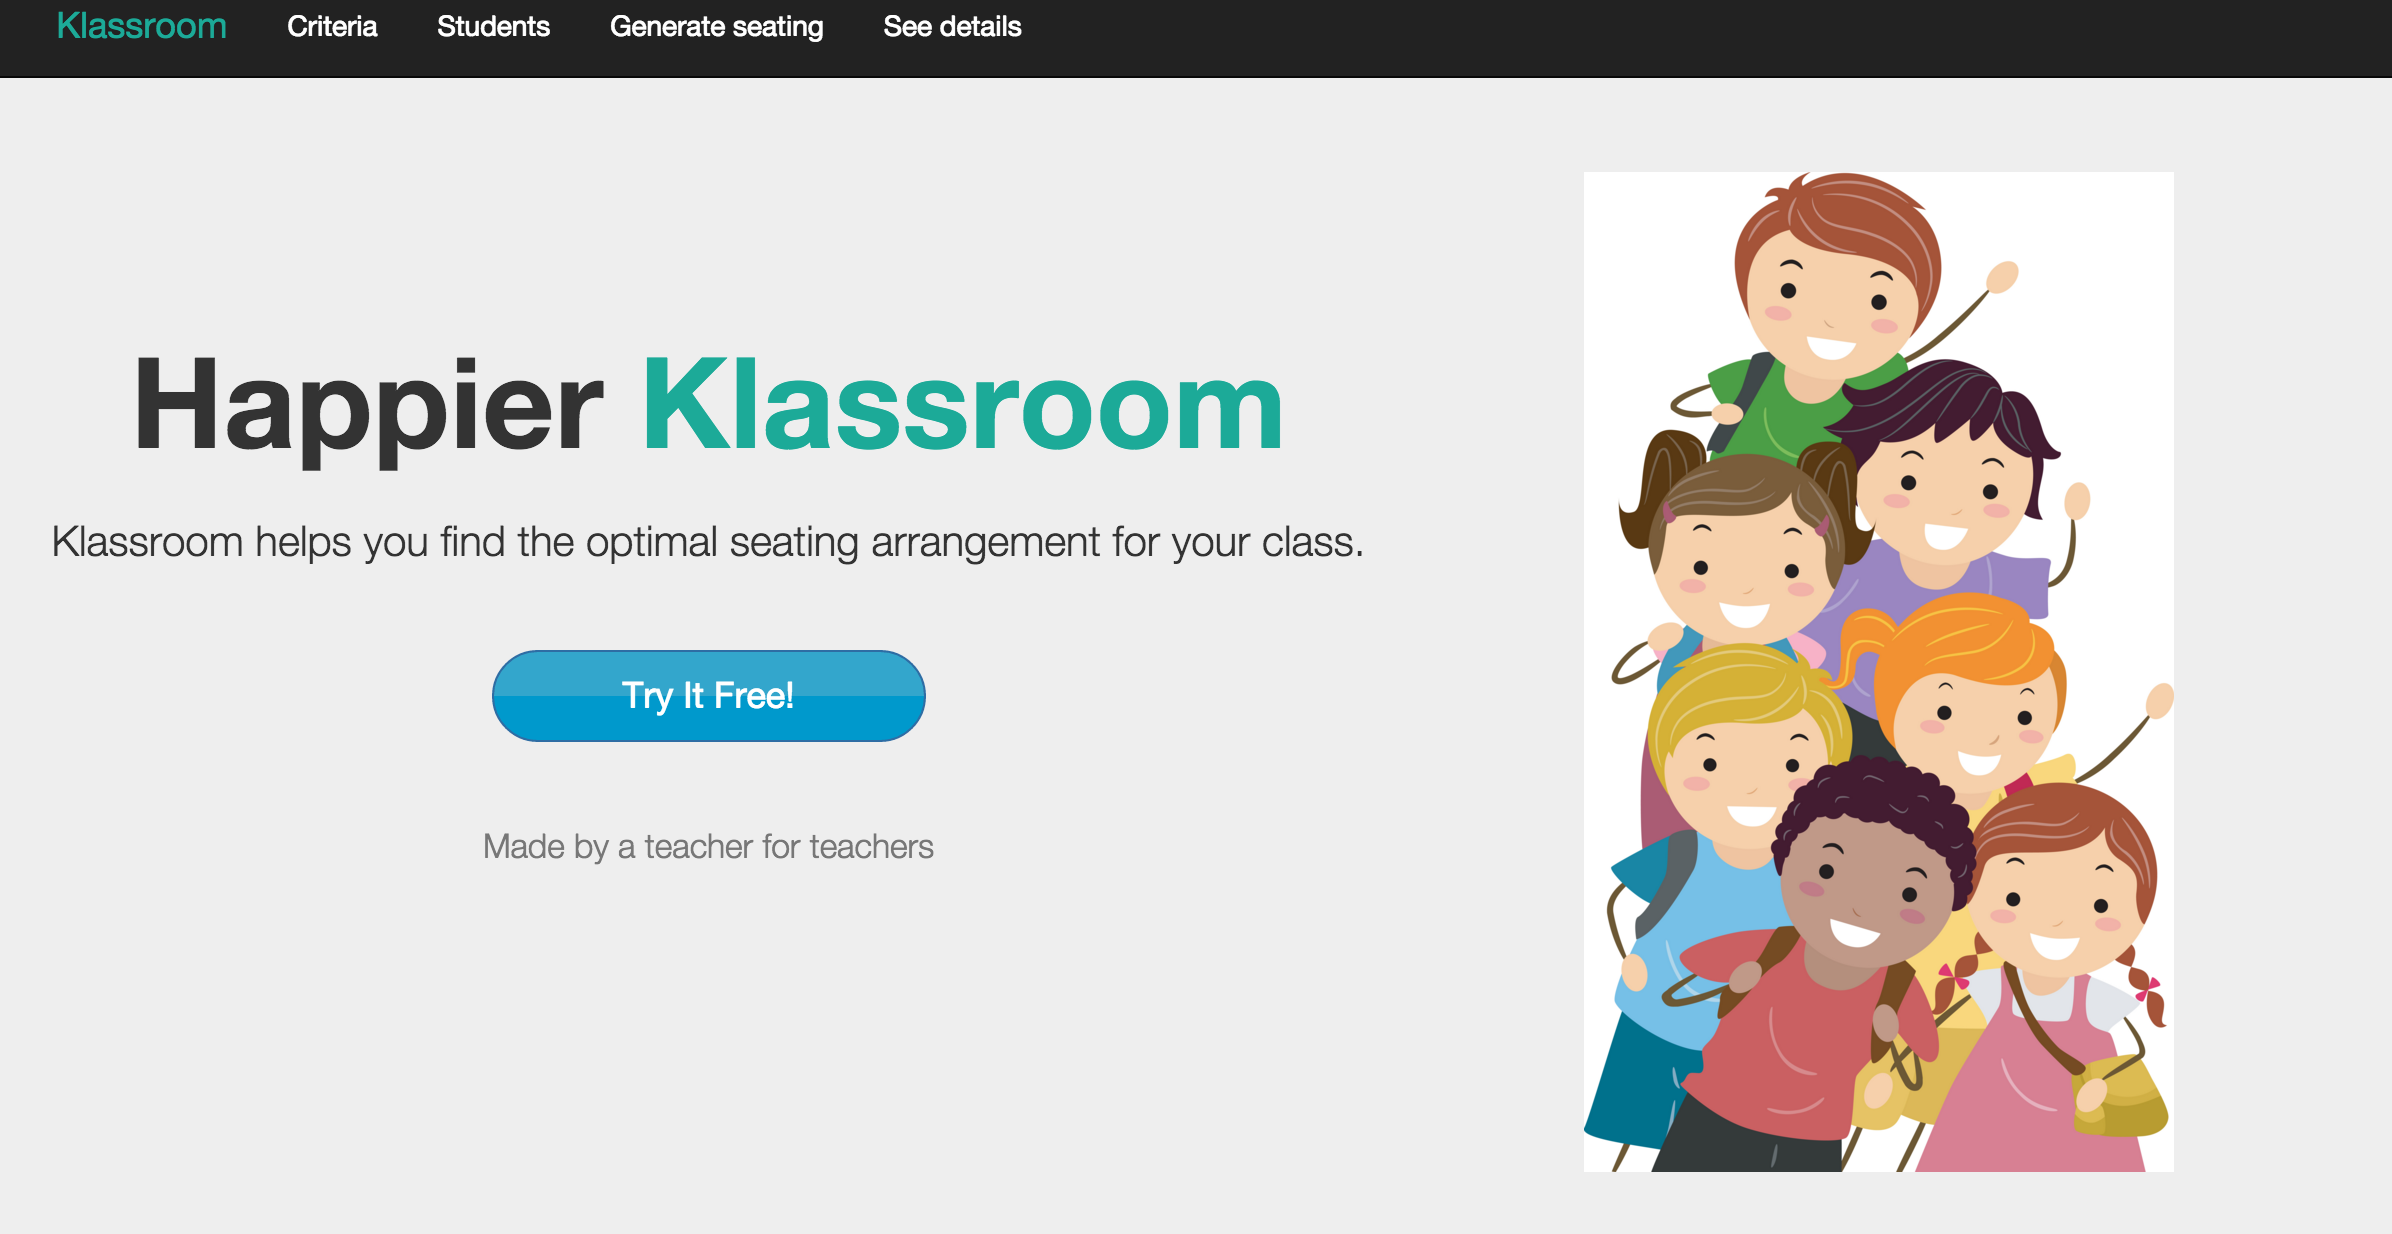 Klassroom Criteria Students Generate seating See details
Happier Klassroom
Klassroom helps you find the optimal seating arrangement for your class.
Try It Free!
Made by a teacher for teachers